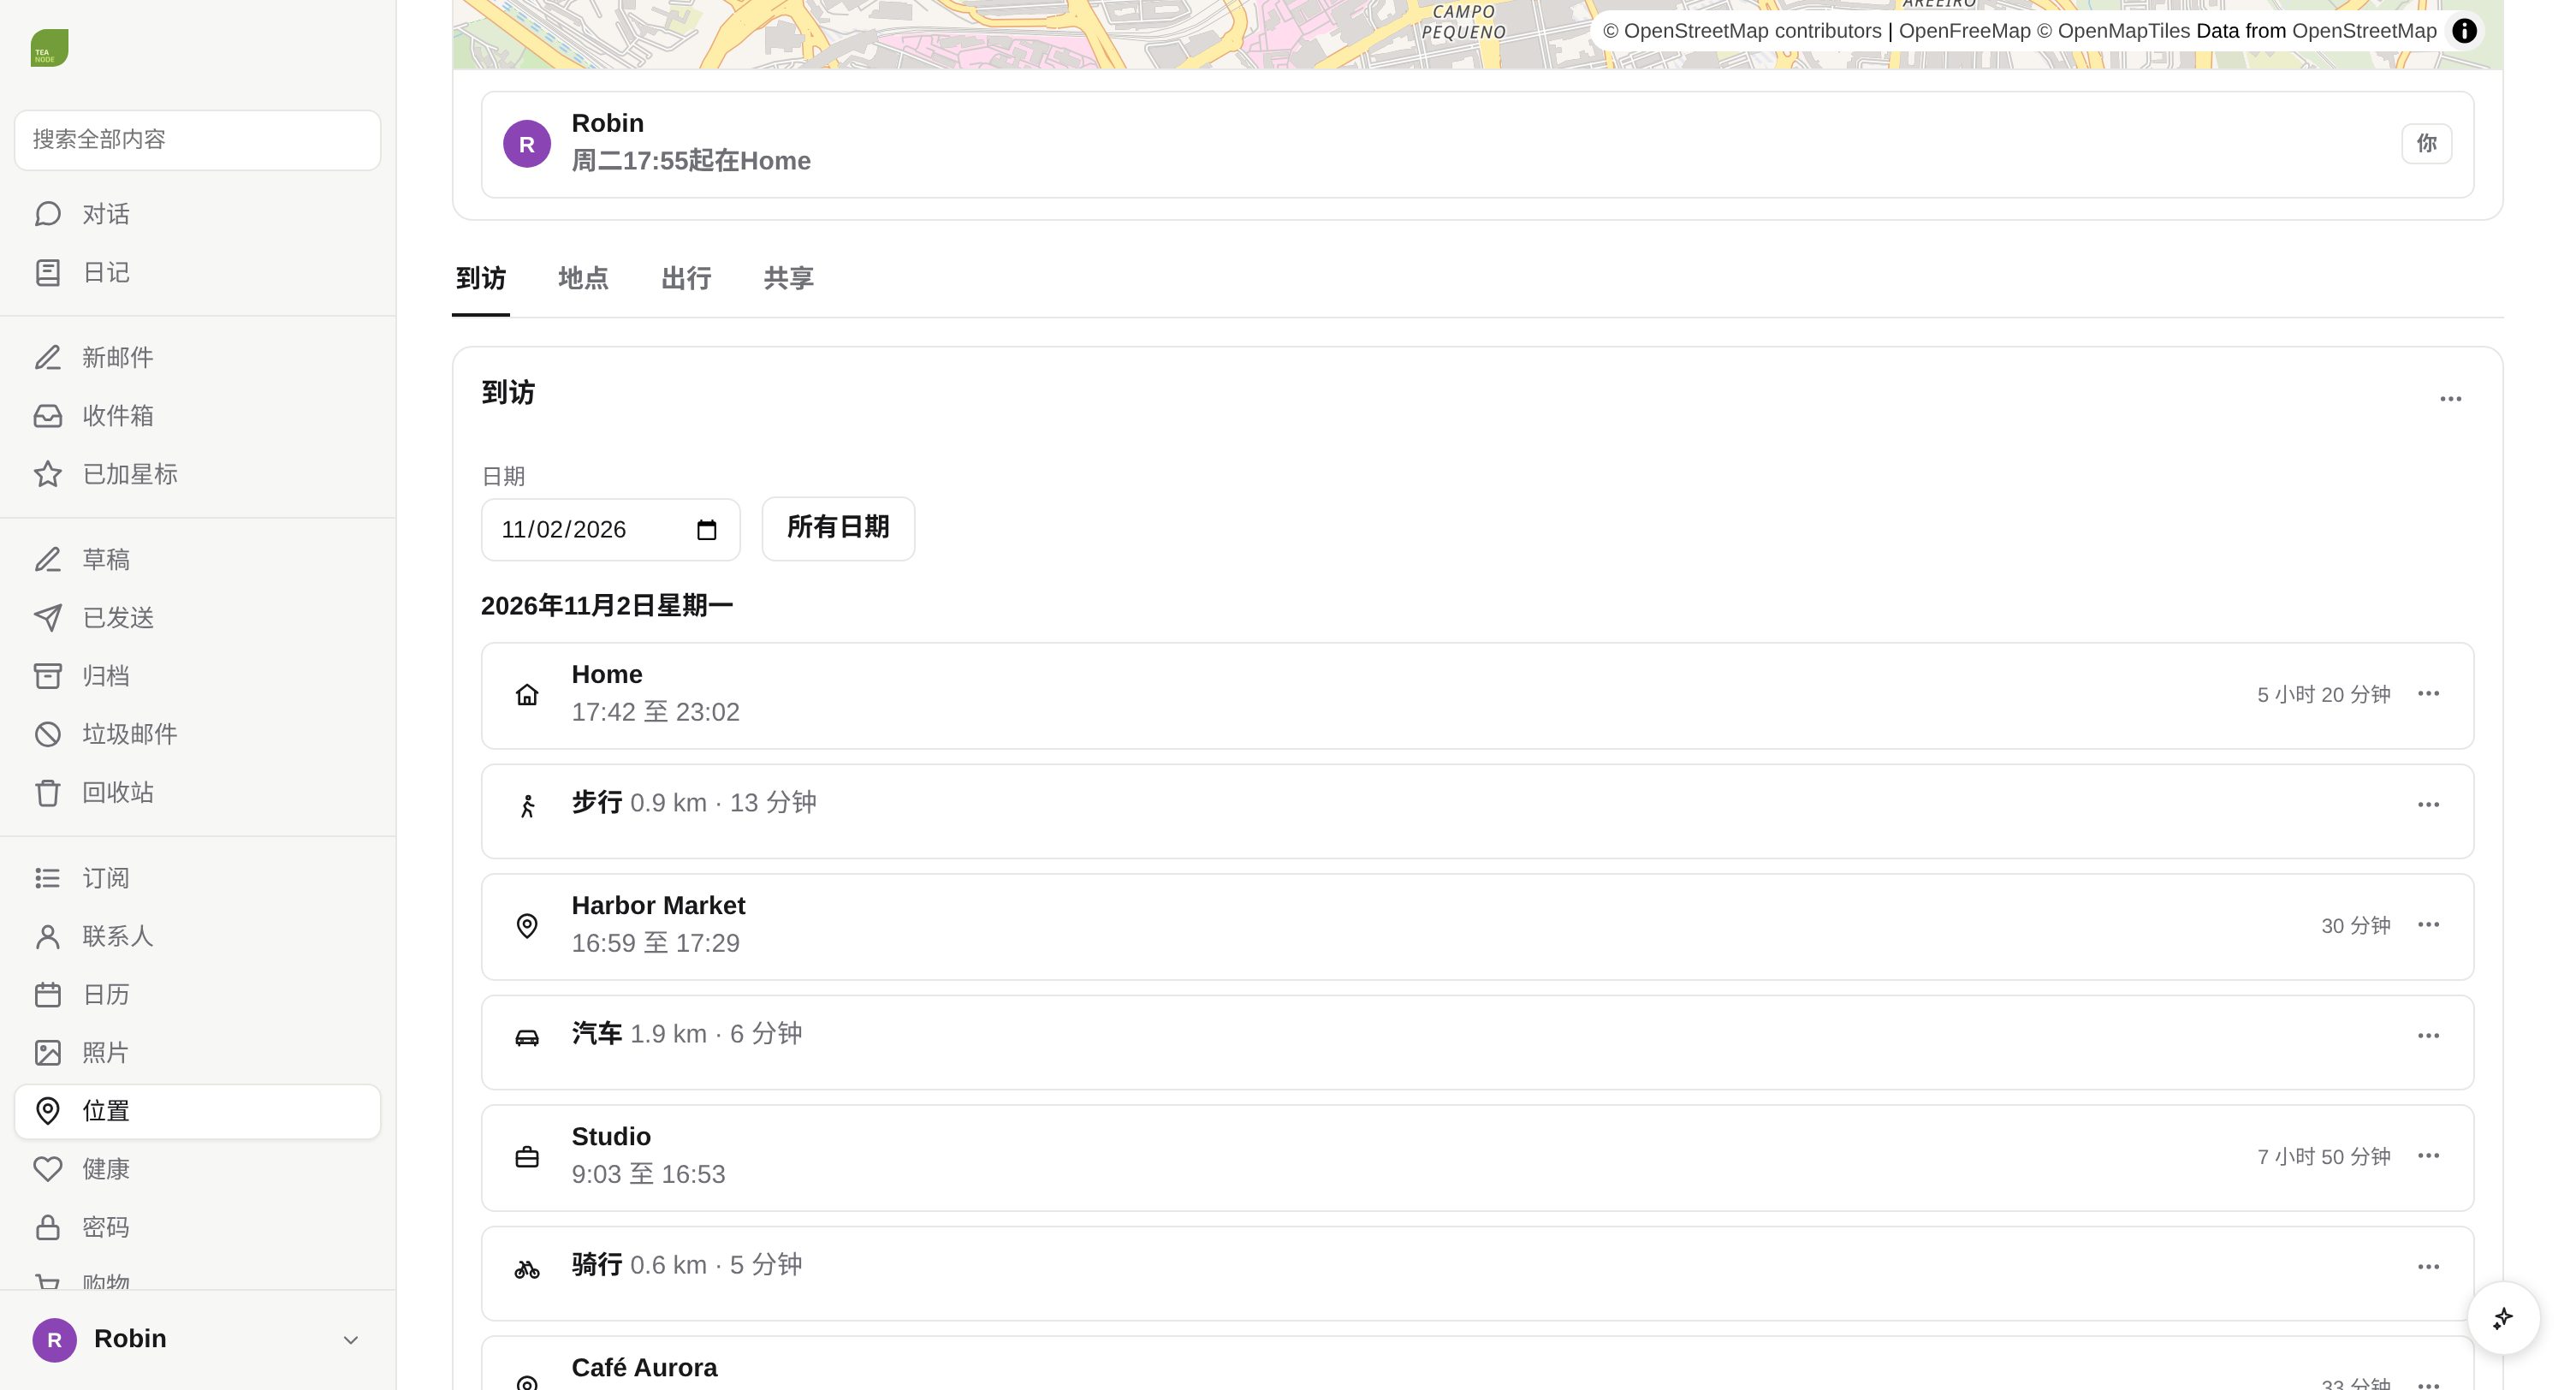 TEA
NODE
搜索全部内容
对话
日记
新邮件
收件箱
已加星标
草稿
已发送
归档
垃圾邮件
回收站
订阅
联系人
日历
照片
位置
健康
密码
购物
R Robin
CAMPO
PEQUENO
AREEIRO
© OpenStreetMap contributors | OpenFreeMap © OpenMapTiles Data from OpenStreetMap
R
Robin
周二17:55起在Home
你
到访 地点 出行 共享
到访
日期
11/02/2026
所有日期
2026年11月2日星期一
Home
17:42 至 23:02
5 小时 20 分钟
步行 0.9 km · 13 分钟
Harbor Market
16:59 至 17:29
30 分钟
汽车 1.9 km · 6 分钟
Studio
9:03 至 16:53
7 小时 50 分钟
骑行 0.6 km · 5 分钟
Café Aurora
33 分钟